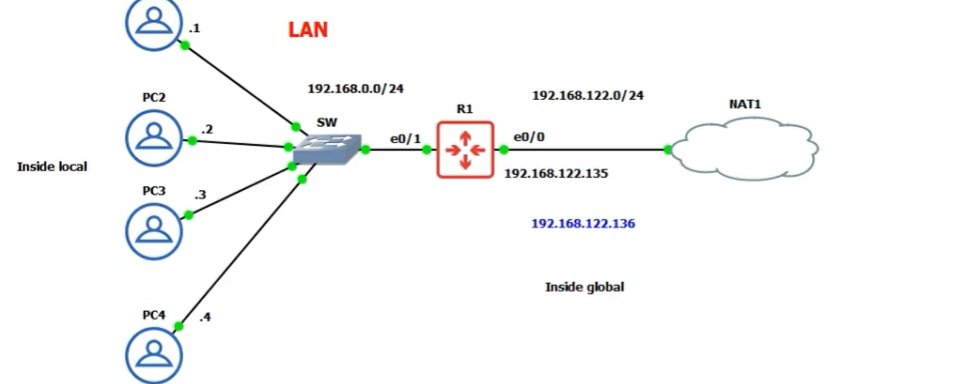 .1
LAN
192.168.0.0/24
192.168.122.0/24
PC2
R1
NAT1
SW
.2
e0/1
e0/0
Inside local
192.168.122.135
PC3
.3
192.168.122.136
Inside global
PC4
.4